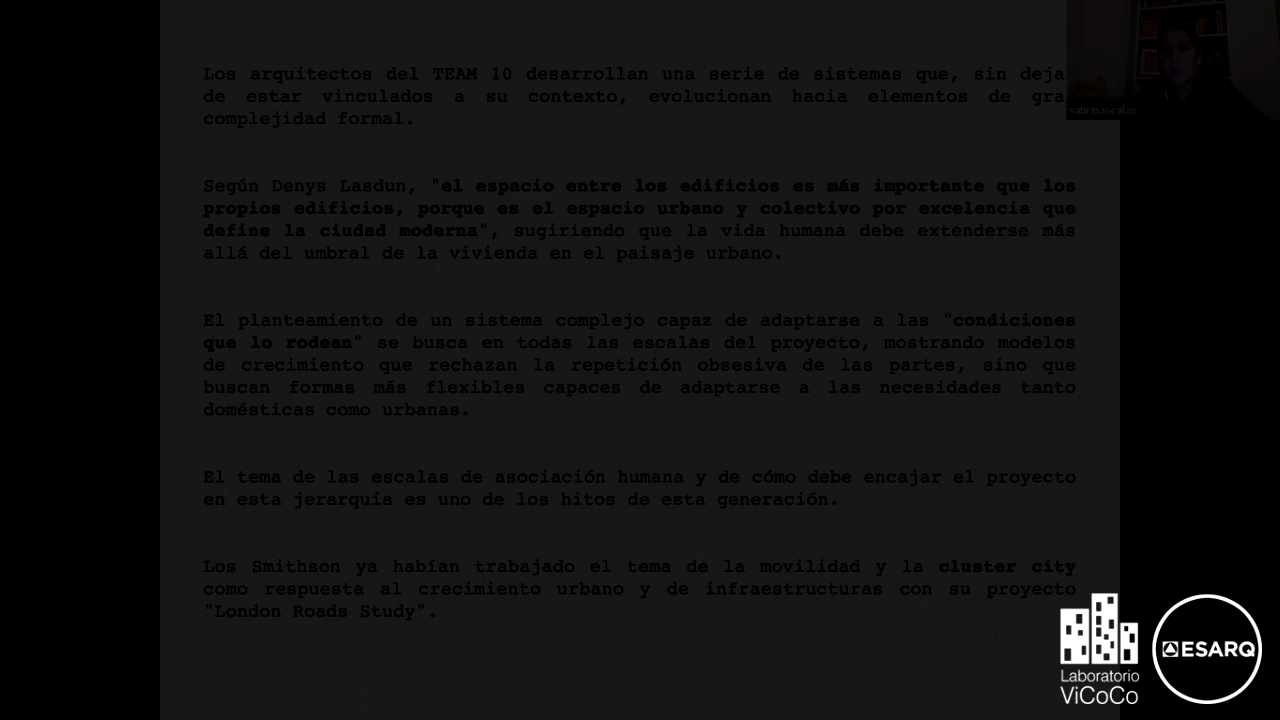 Los arquitectos del TEAM 10 desarrollan una serie de sistemas que, sin deja
de estar vinculados a su contexto, evolucionan hacia elementos de gra
complejidad formal.
Según Denys Lasdun, "el espacio entre los edificios es más importante que los
propios edificios, porque es el espacio urbano y colectivo por excelencia que
define la ciudad moderna", sugiriendo que la vida humana debe extenderse más
allá del umbral de la vivienda en el paisaje urbano.
El planteamiento de un sistema complejo capaz de adaptarse a las "condiciones
que lo rodean" se busca en todas las escalas del proyecto, mostrando modelos
de crecimiento que rechazan la repetición obsesiva de las partes, sino que
buscan formas más flexibles capaces de adaptarse a las necesidades tanto
domésticas como urbanas.
El tema de las escalas de asociación humana y de cómo debe encajar el proyecto
en esta jerarquía es uno de los hitos de esta generación.
Los Smithson ya habían trabajado el tema de la movilidad y la cluster city
como respuesta al crecimiento urbano y de infraestructuras con su proyecto
"London Roads Study".
sabrinascalas
Laboratorio
ViCoCo
ESARQ